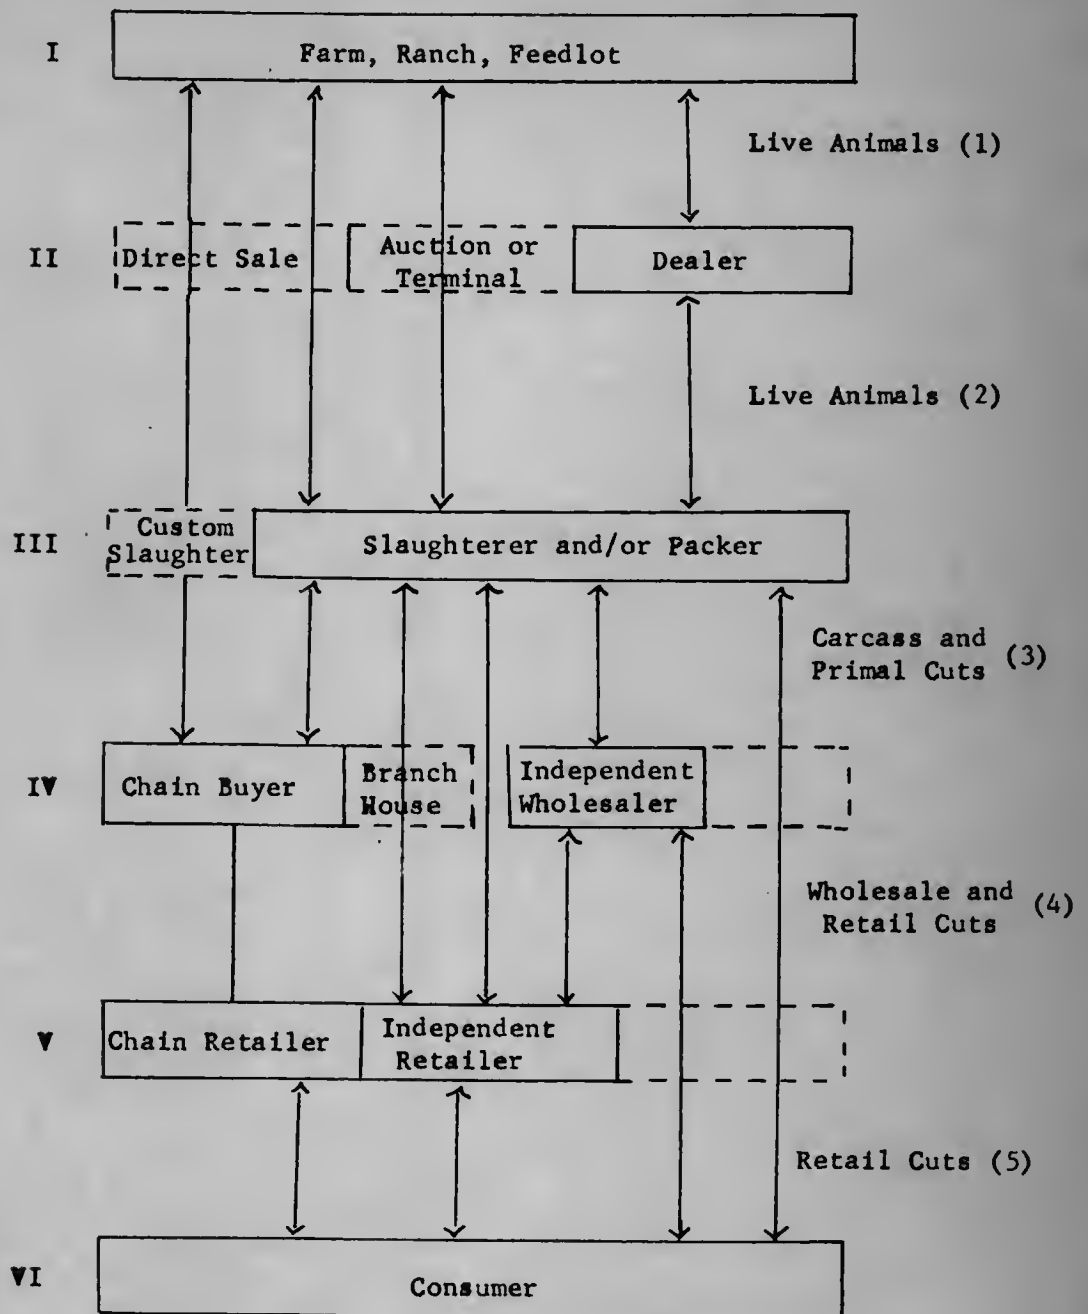 I
Farm, Ranch, Feedlot
Live Animals (1)
II
Direct Sale
Auction or
Terminal
Dealer
Live Animals (2)
III
Custom
Slaughter
Slaughterer and/or Packer
Carcass and
Primal Cuts (3)
IV
Chain Buyer
Branch
House
Independent
Wholesaler
Wholesale and
Retail Cuts (4)
V
Chain Retailer
Independent
Retailer
Retail Cuts (5)
VI
Consumer